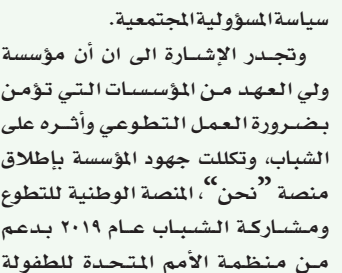 سياسة المسؤولية المجتمعية.
وتجدر الإشارة الى ان أن مؤسسة
ولي العهد من المؤسسات التي تؤمن
بضرورة العمل التطوعي وأثره على
الشباب، وتكللت جهود المؤسسة بإطلاق
منصة “نحن”، المنصة الوطنية للتطوع
ومشاركة الشباب عام ٢٠١٩ بدعم
من منظمة الأمم المتحدة للطفولة